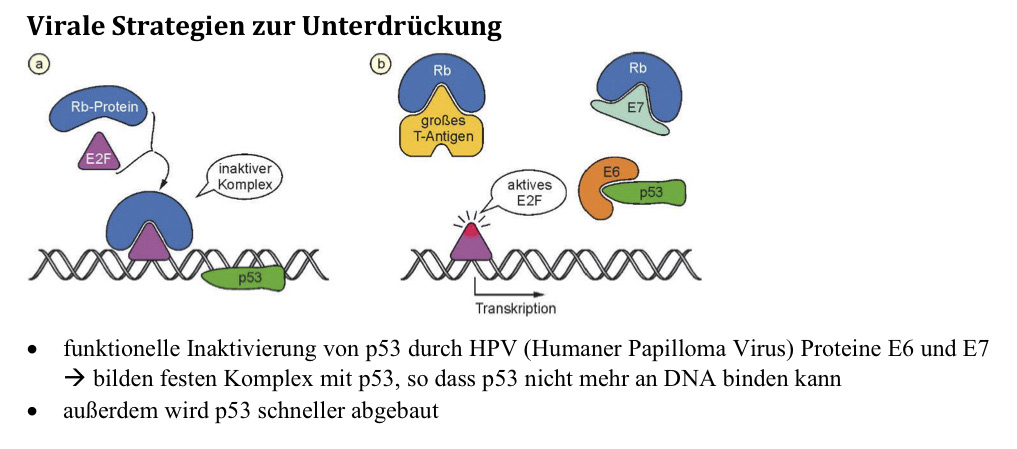 Virale Strategien zur Unterdrückung
a
Rb-Protein
E2F
inaktiver
Komplex
p53
b
Rb
großes
T-Antigen
aktives
E2F
Transkription
Rb
E7
E6
p53
• funktionelle Inaktivierung von p53 durch HPV (Humaner Papilloma Virus) Proteine E6 und E7
→ bilden festen Komplex mit p53, so dass p53 nicht mehr an DNA binden kann
• außerdem wird p53 schneller abgebaut